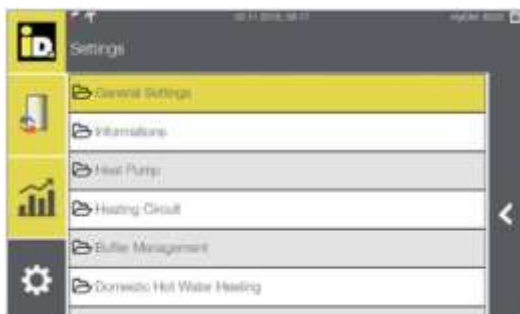 iD.
Settings
General Settings
Informations
Heat Pump
Heating Circuit
Buffer Management
Domestic Hot Water Heating